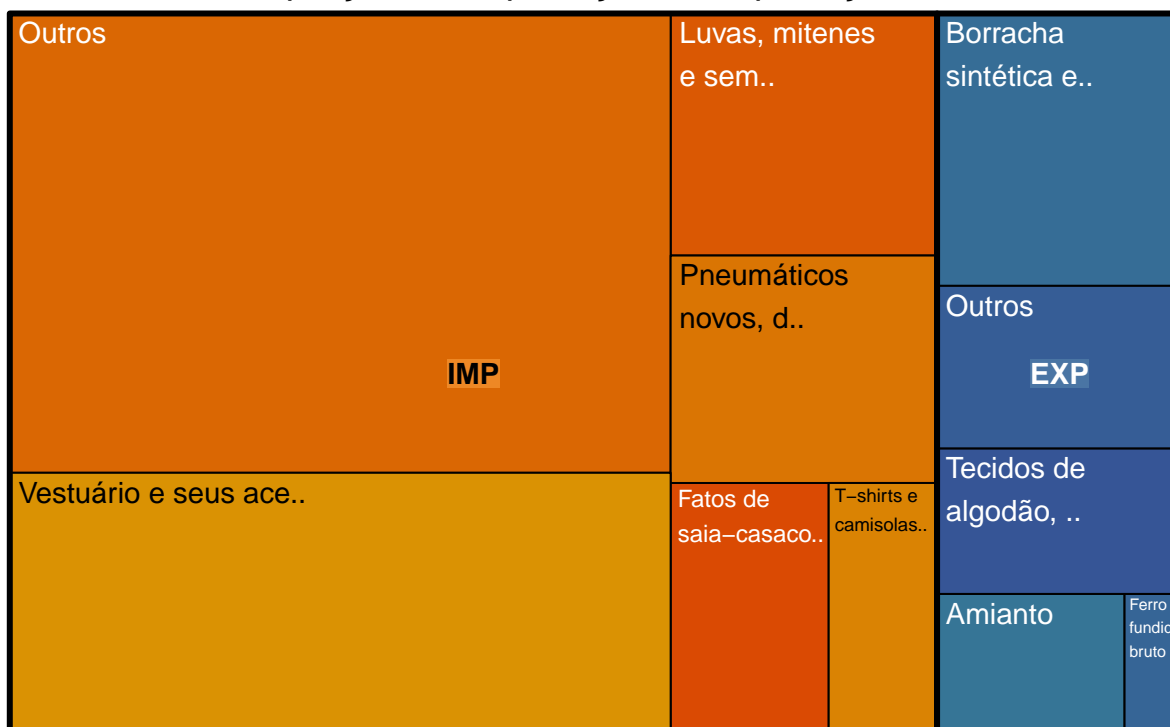 Outros
Luvas, mitenes
e sem..
Borracha
sintética e..
Pneumáticos
novos, d..
Outros
IMP
EXP
Tecidos de
algodão, ..
Vestuário e seus ace..
Fatos de
saia−casaco..
T−shirts e
camisolas..
Amianto
Ferro
bruto